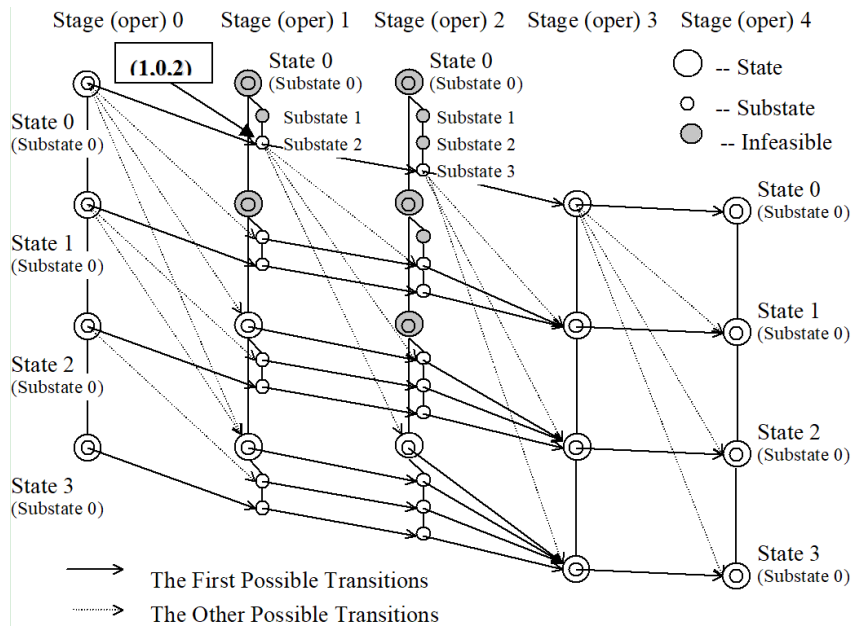 Stage (oper) 0 Stage (oper) 1 Stage (oper) 2 Stage (oper) 3 Stage (oper) 4
(1,0,2)
State 0
(Substate 0)
Substate 1
Substate 2
State 0
(Substate 0)
Substate 1
Substate 2
Substate 3
-- State
-- Substate
-- Infeasible
State 0
(Substate 0)
State 1
(Substate 0)
State 2
(Substate 0)
State 3
(Substate 0)
State 0
(Substate 0)
State 1
(Substate 0)
State 2
(Substate 0)
State 3
(Substate 0)
The First Possible Transitions
The Other Possible Transitions